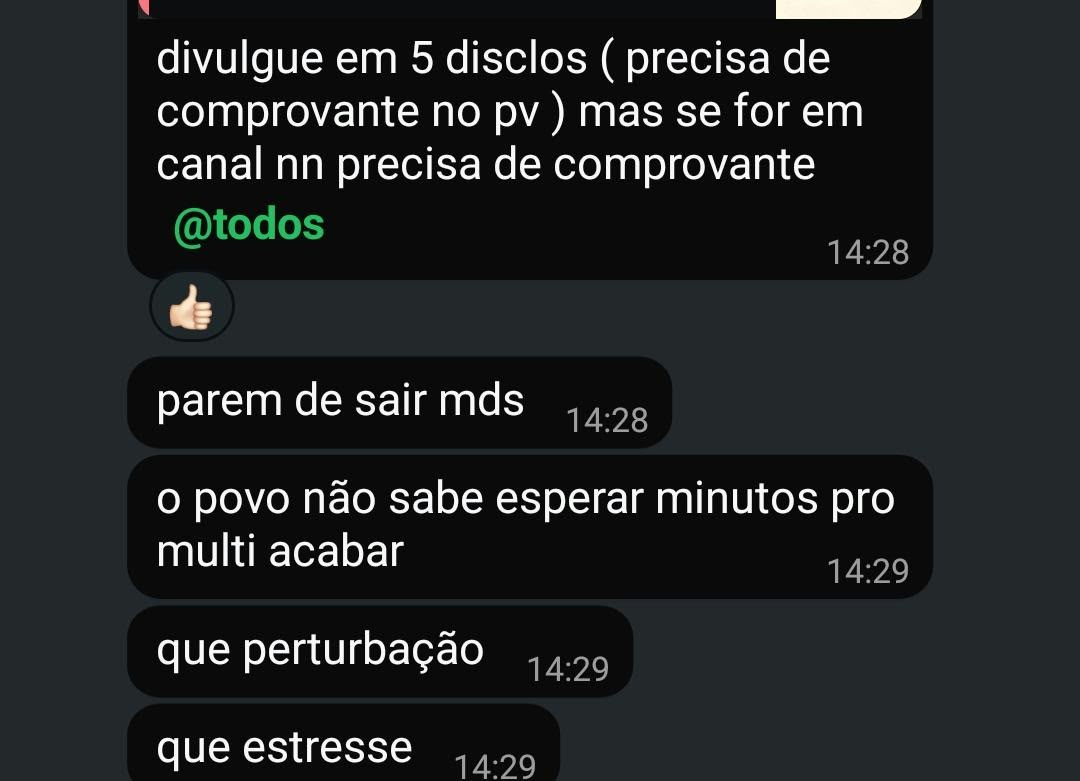 divulgue em 5 disclos ( precisa de
comprovante no pv ) mas se for em
canal nn precisa de comprovante
@todos
14:28
parem de sair mds
14:28
o povo não sabe esperar minutos pro
multi acabar
14:29
que perturbação
14:29
que estresse
14:29